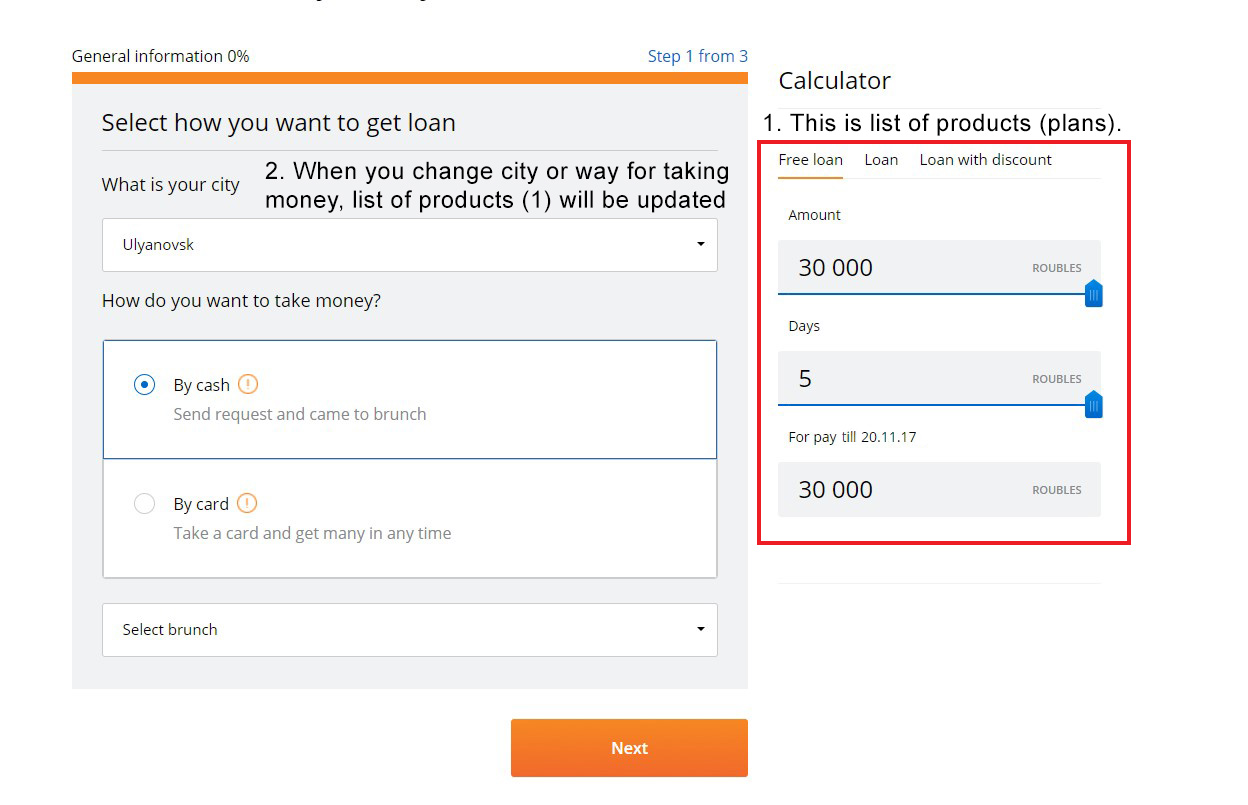 General information 0%
Step 1 from 3
Select how you want to get loan
What is your city
2. When you change city or way for taking
money, list of products (1) will be updated
Ulyanovsk
How do you want to take money?
By cash
Send request and came to brunch
By card
Take a card and get many in any time
Select brunch
Next
Calculator
1. This is list of products (plans).
Free loan Loan Loan with discount
Amount
30 000 ROUBLES
Days
5 ROUBLES
For pay till 20.11.17
30 000 ROUBLES